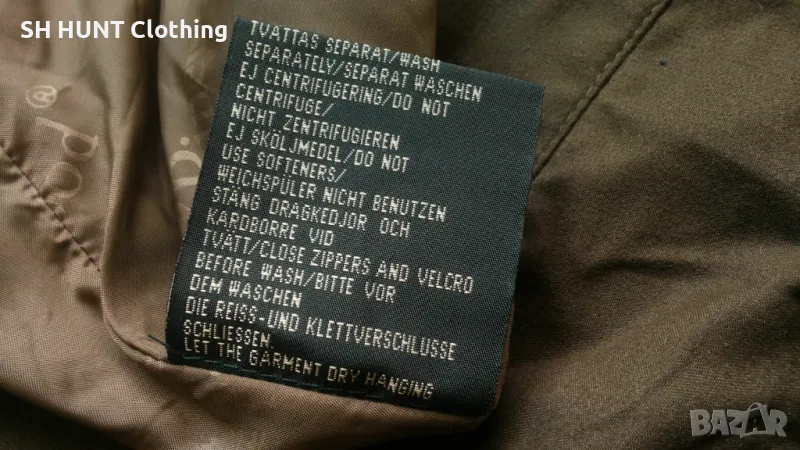 SH HUNT Clothing
TVÄTTAS SEPARAT/WASH
SEPARATELY/SEPARAT WASCHEN
EJ CENTRIFUGERING/DO NOT
CENTRIFUGE/
NICHT ZENTRIFUGIEREN
EJ SKÖLJMEDEL/DO NOT
USE SOFTENERS/
WEICHSPÜLER NICHT BENUTZEN
STÄNG DRAGKEDJOR OCH
KARDBORRE VID
TVÄTT/CLOSE ZIPPERS AND VELCRO
BEFORE WASH/BITTE VOR
DEM WASCHEN
DIE REISS-UND KLETTVERSCHLUSSE
SCHLIESSEN.
LET THE GARMENT DRY HANGING
BAZAR